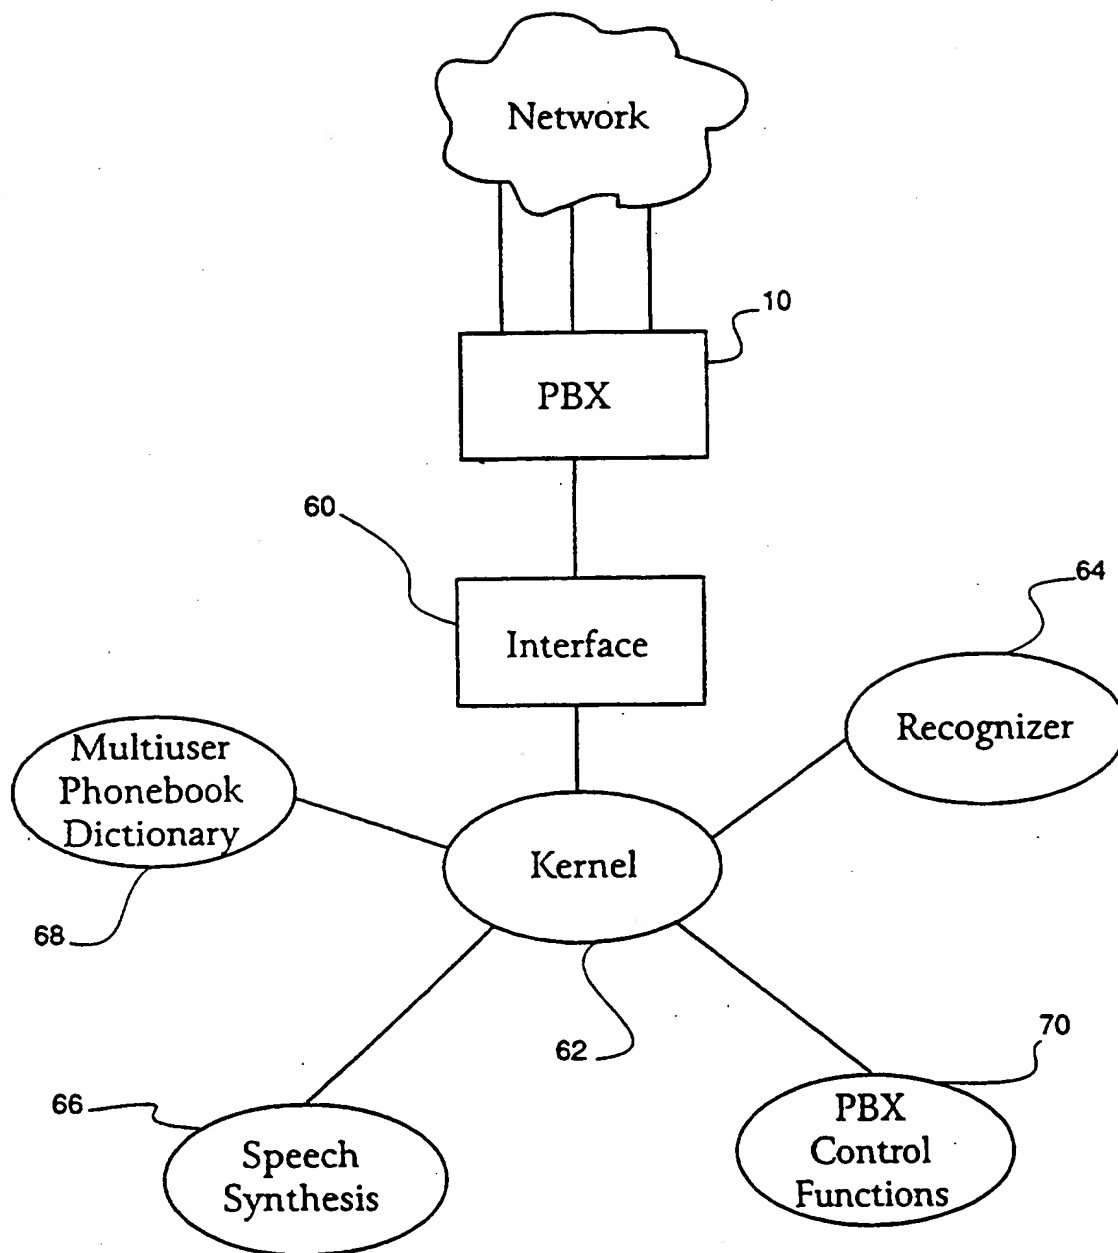 Network
10
PBX
60
Interface
64
Recognizer
Multiuser
Phonebook
Dictionary
68
Kernel
62
66
Speech
Synthesis
70
PBX
Control
Functions